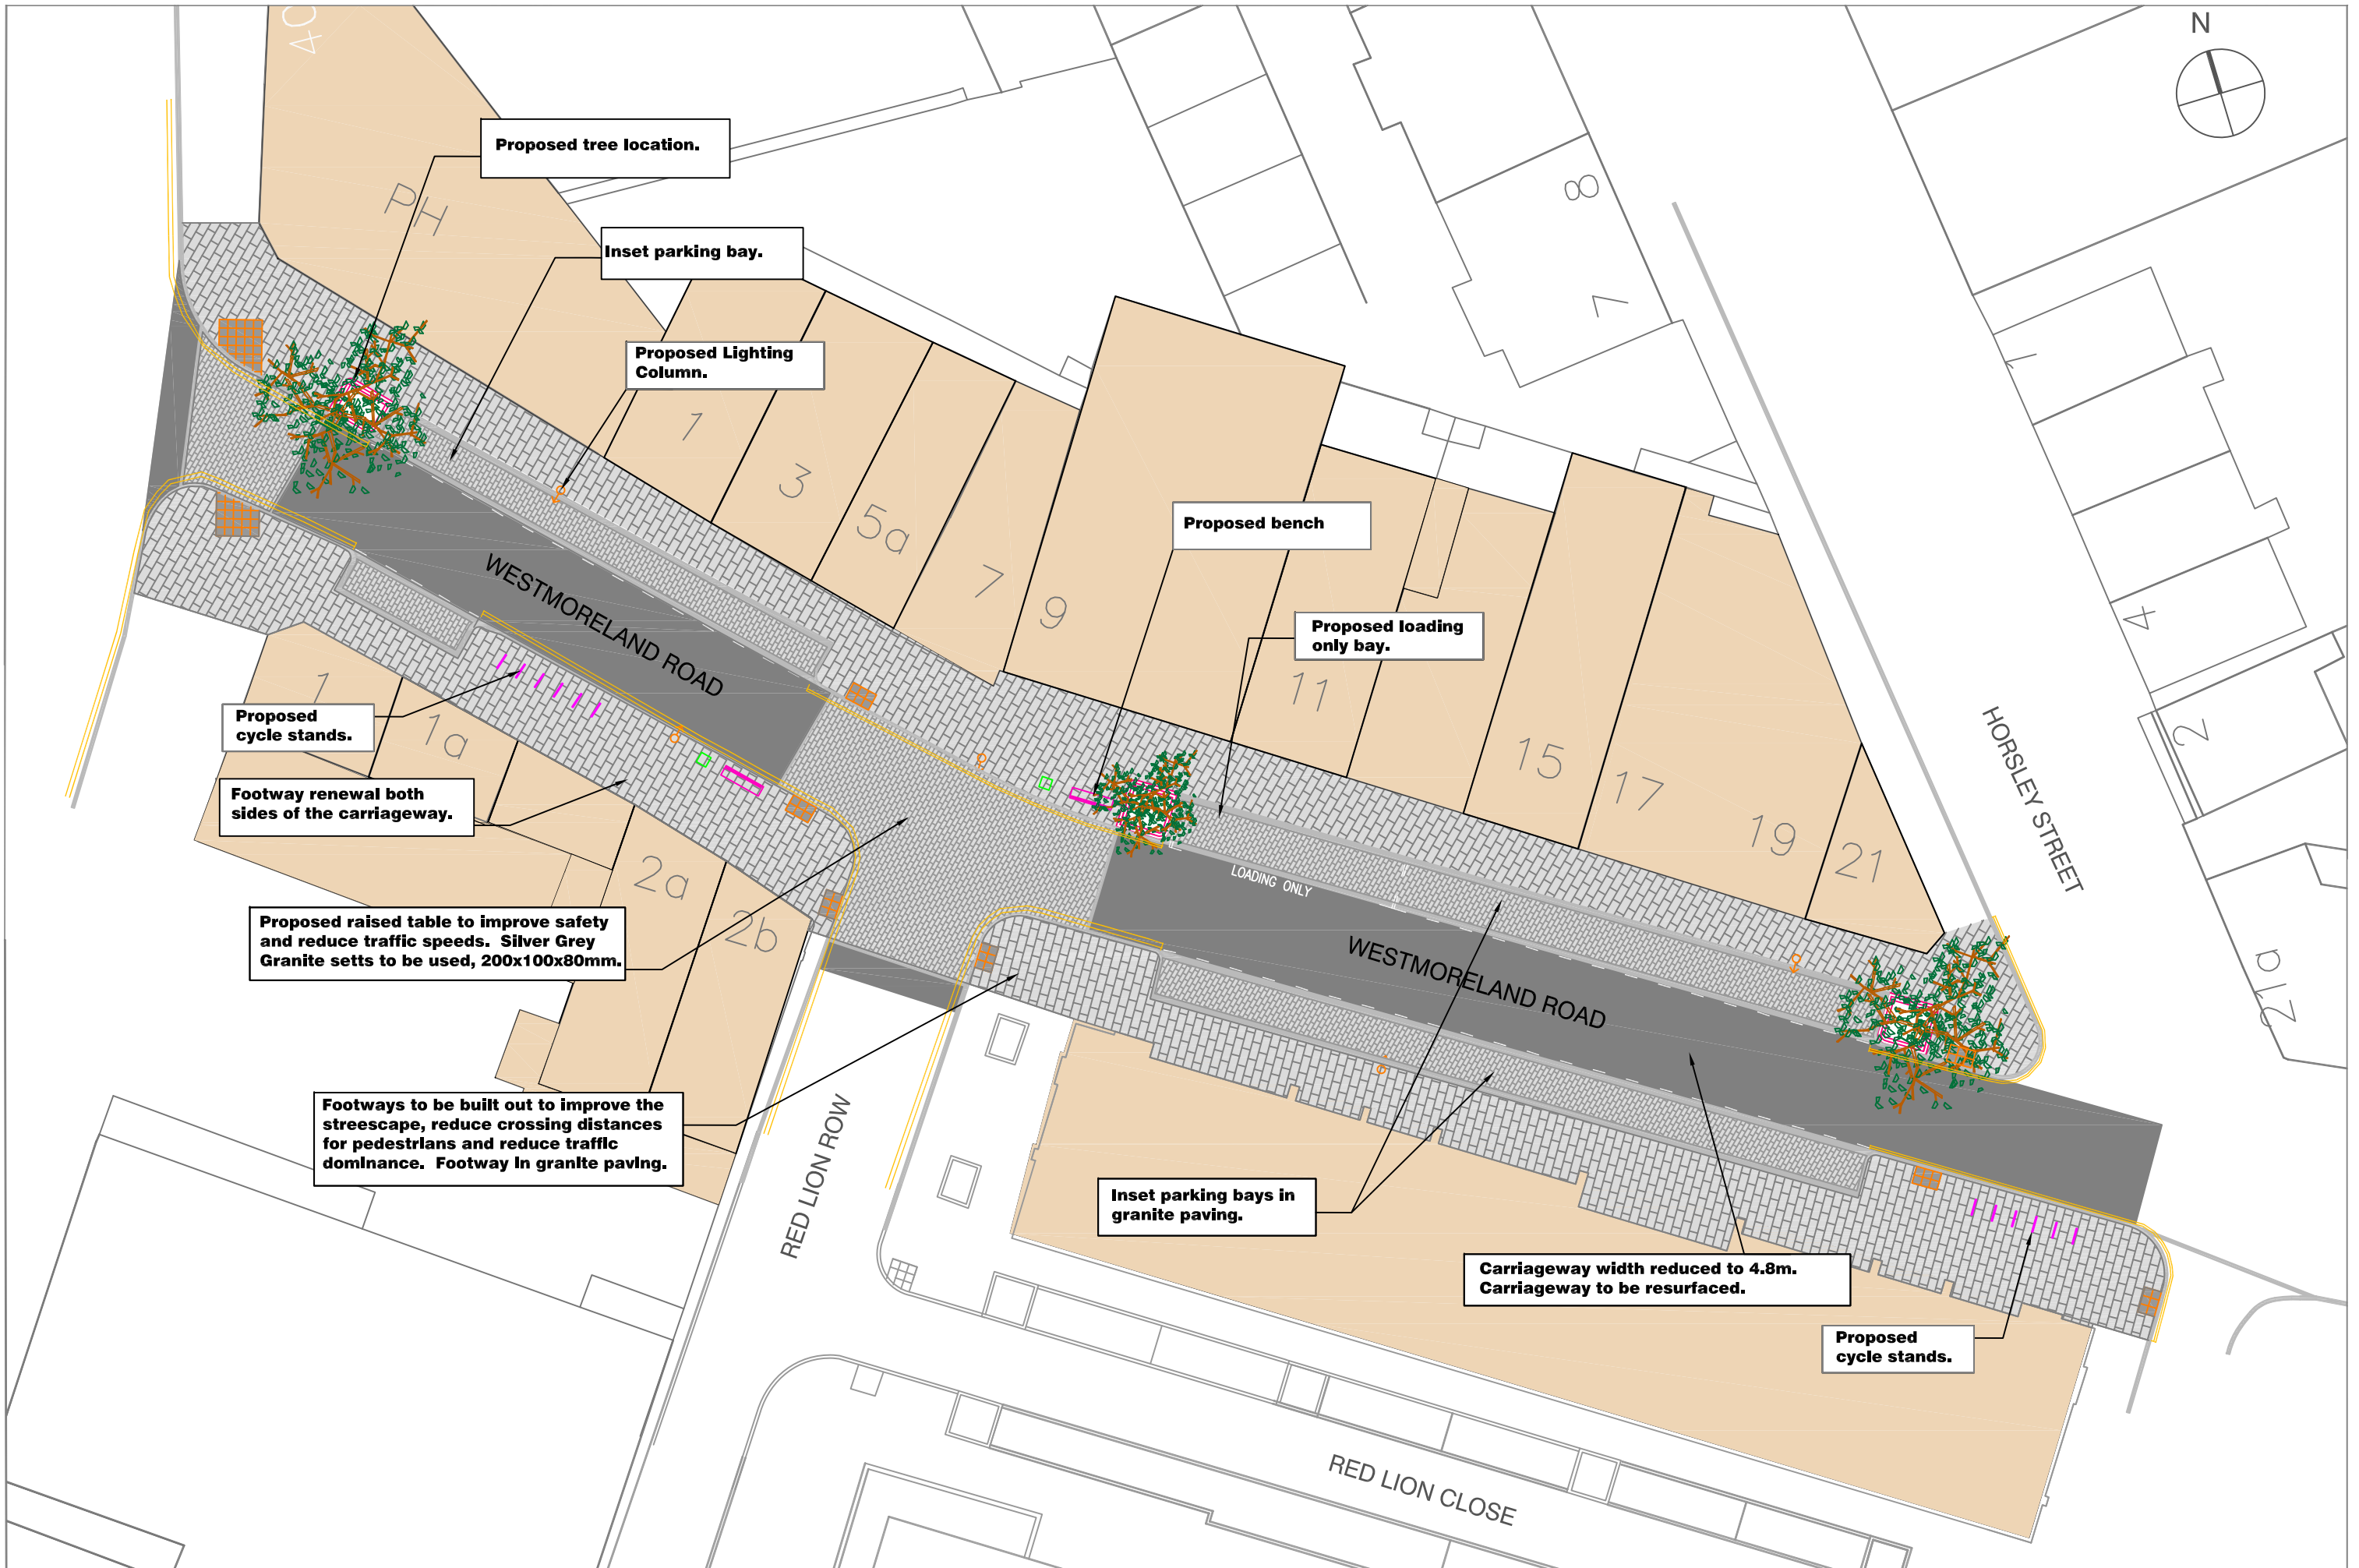 N
40
Proposed tree location.
PH
8
Inset parking bay.
7
Proposed Lighting
Column.
1
1
3
5a
7
9
Proposed bench
WESTMORELAND ROAD
Proposed loading
only bay.
4
11
1
Proposed
cycle stands.
1a
2
HORSLEY STREET
15
17
19
21
Footway renewal both
sides of the carriageway.
2a
2b
LOADING ONLY
Proposed raised table to improve safety
and reduce traffic speeds. Silver Grey
Granite setts to be used, 200x100x80mm.
WESTMORELAND ROAD
21a
Footways to be built out to improve the
streescape, reduce crossing distances
for pedestrians and reduce traffic
dominance. Footway in granite paving.
RED LION ROW
Inset parking bays in
granite paving.
Carriageway width reduced to 4.8m.
Carriageway to be resurfaced.
Proposed
cycle stands.
RED LION CLOSE